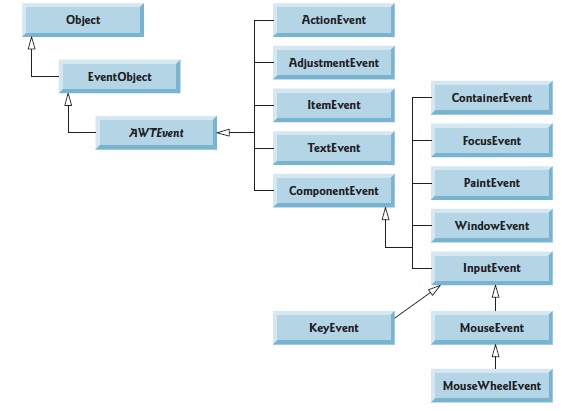 Object
EventObject
AWTEvent
ActionEvent
AdjustmentEvent
ItemEvent
TextEvent
ComponentEvent
ContainerEvent
FocusEvent
PaintEvent
WindowEvent
InputEvent
KeyEvent
MouseEvent
MouseWheelEvent